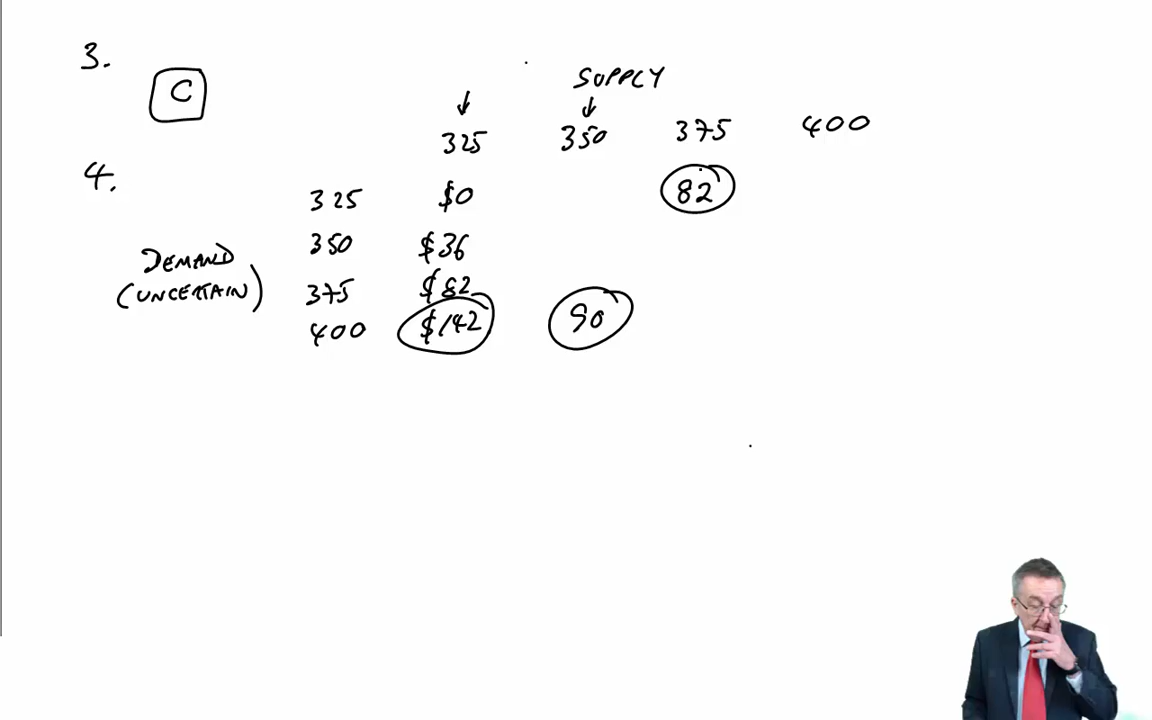 3.
C
SUPPLY
325 350 375 400
4.
325 $0 82
350 $36
DEMAND
(UNCERTAIN)
375 $82
400 $142 90